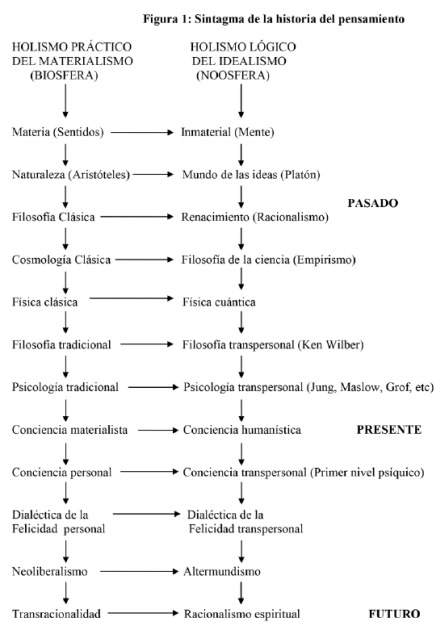 Figura 1: Sintagma de la historia del pensamiento
HOLISMO PRÁCTICO HOLISMO LÓGICO
DEL MATERIALISMO DEL IDEALISMO
(BIOSFERA) (NOOSFERA)
Materia (Sentidos) Inmaterial (Mente)
Naturaleza (Aristóteles) Mundo de las ideas (Platón)
PASADO
Filosofía Clásica Renacimiento (Racionalismo)
Cosmología Clásica Filosofía de la ciencia (Empirismo)
Física clásica Física cuántica
Filosofía tradicional Filosofía transpersonal (Ken Wilber)
Psicología tradicional Psicología transpersonal (Jung, Maslow, Grof, etc)
Conciencia materialista Conciencia humanística PRESENTE
Conciencia personal Conciencia transpersonal (Primer nivel psíquico)
Dialéctica de la Dialéctica de la
Felicidad personal Felicidad transpersonal
Neoliberalismo Altermundismo
Transracionalidad Racionalismo espiritual FUTURO